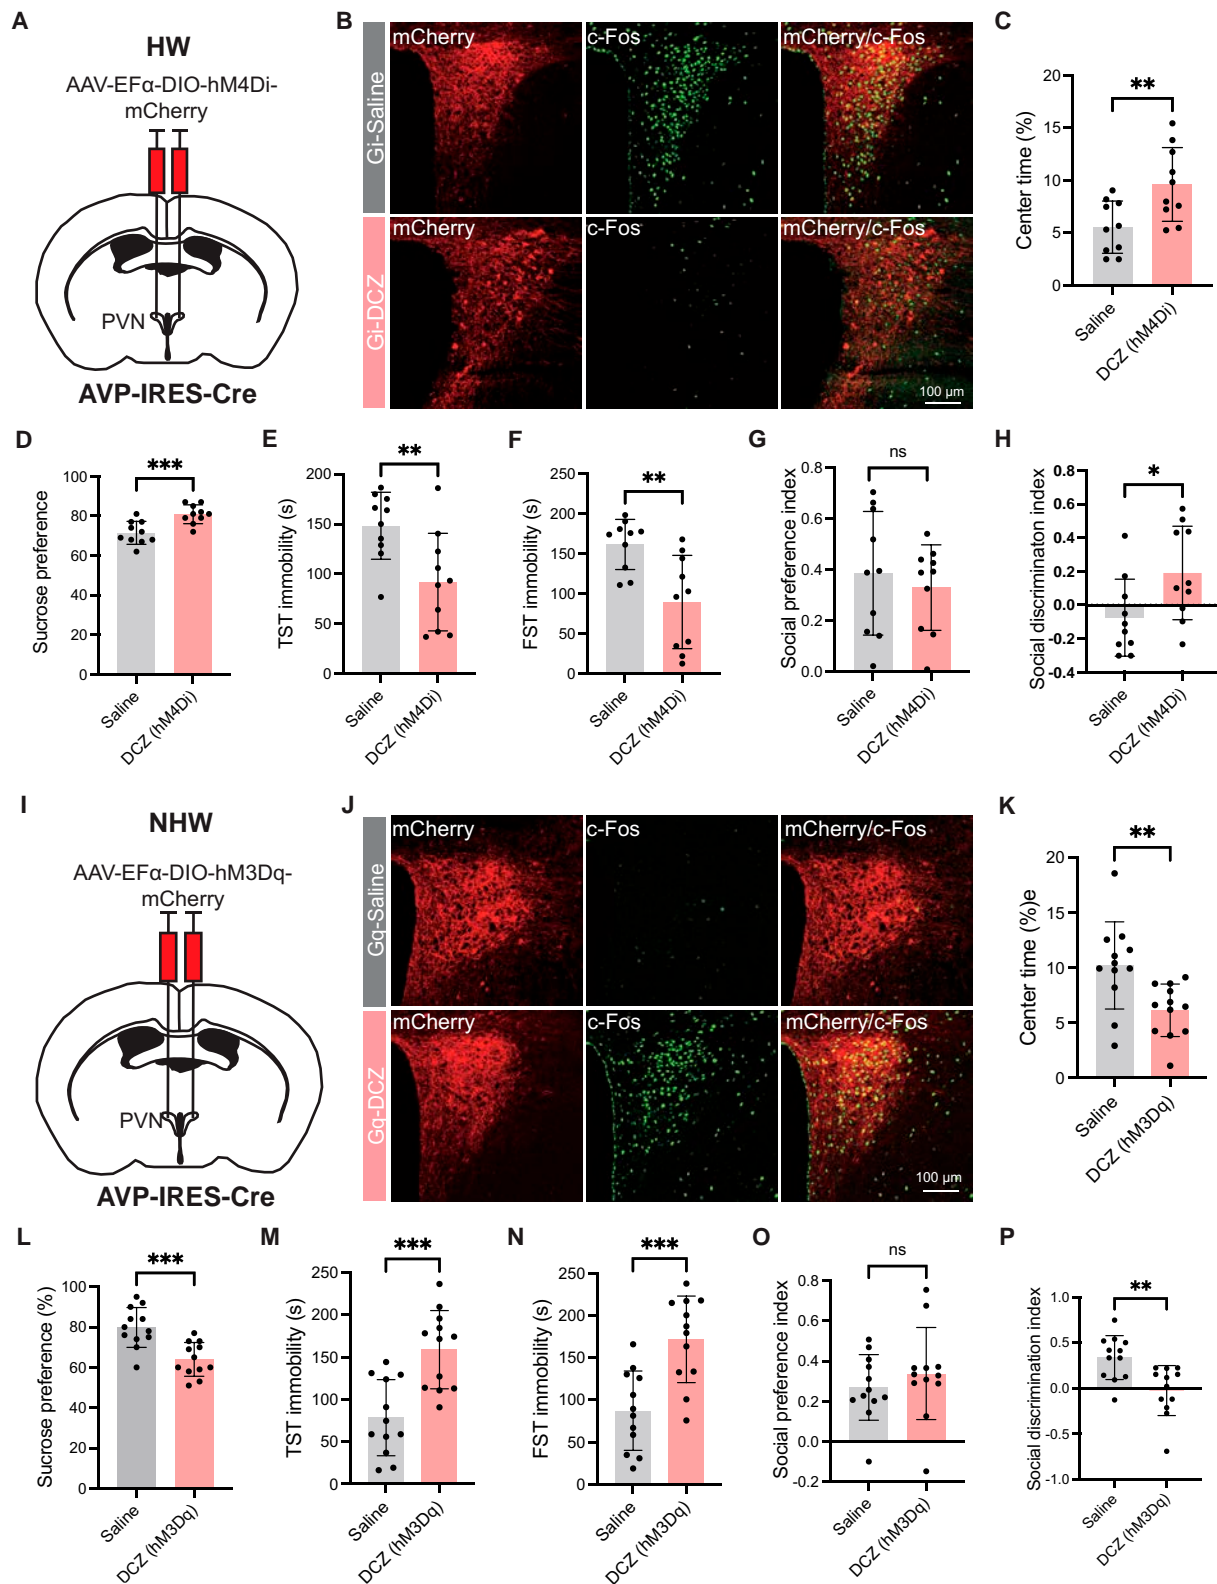 A
HW
AAV-EFα-DIO-hM4Di-
mCherry
PVN
AVP-IRES-Cre
B
Gi-Saline
mCherry
c-Fos
mCherry/c-Fos
Gi-DCZ
mCherry
c-Fos
mCherry/c-Fos
100 µm
C
Center time (%)
20
15
10
5
0
**
Saline
DCZ (hM4Di)
D
Sucrose preference
100
80
60
40
20
0
***
Saline
DCZ (hM4Di)
E
TST immobility (s)
200
150
100
50
0
**
Saline
DCZ (hM4Di)
F
FST immobility (s)
250
200
150
100
50
0
**
Saline
DCZ (hM4Di)
G
Social preference index
0.8
0.6
0.4
0.2
0.0
ns
Saline
DCZ (hM4Di)
H
Social discriminaton index
0.8
0.6
0.4
0.2
0.0
-0.2
-0.4
*
Saline
DCZ (hM4Di)
I
NHW
AAV-EFα-DIO-hM3Dq-
mCherry
PVN
AVP-IRES-Cre
J
Gq-Saline
mCherry
c-Fos
mCherry/c-Fos
Gq-DCZ
mCherry
c-Fos
mCherry/c-Fos
100 µm
K
Center time (%)e
20
15
10
5
0
**
Saline
DCZ (hM3Dq)
L
Sucrose preference (%)
100
80
60
40
20
0
***
Saline
DCZ (hM3Dq)
M
TST immobility (s)
250
200
150
100
50
0
***
Saline
DCZ (hM3Dq)
N
FST immobility (s)
250
200
150
100
50
0
***
Saline
DCZ (hM3Dq)
O
Social preference index
0.8
0.6
0.4
0.2
0.0
-0.2
ns
Saline
DCZ (hM3Dq)
P
Social discrimination index
1.0
0.5
0.0
-0.5
-1.0
**
Saline
DCZ (hM3Dq)